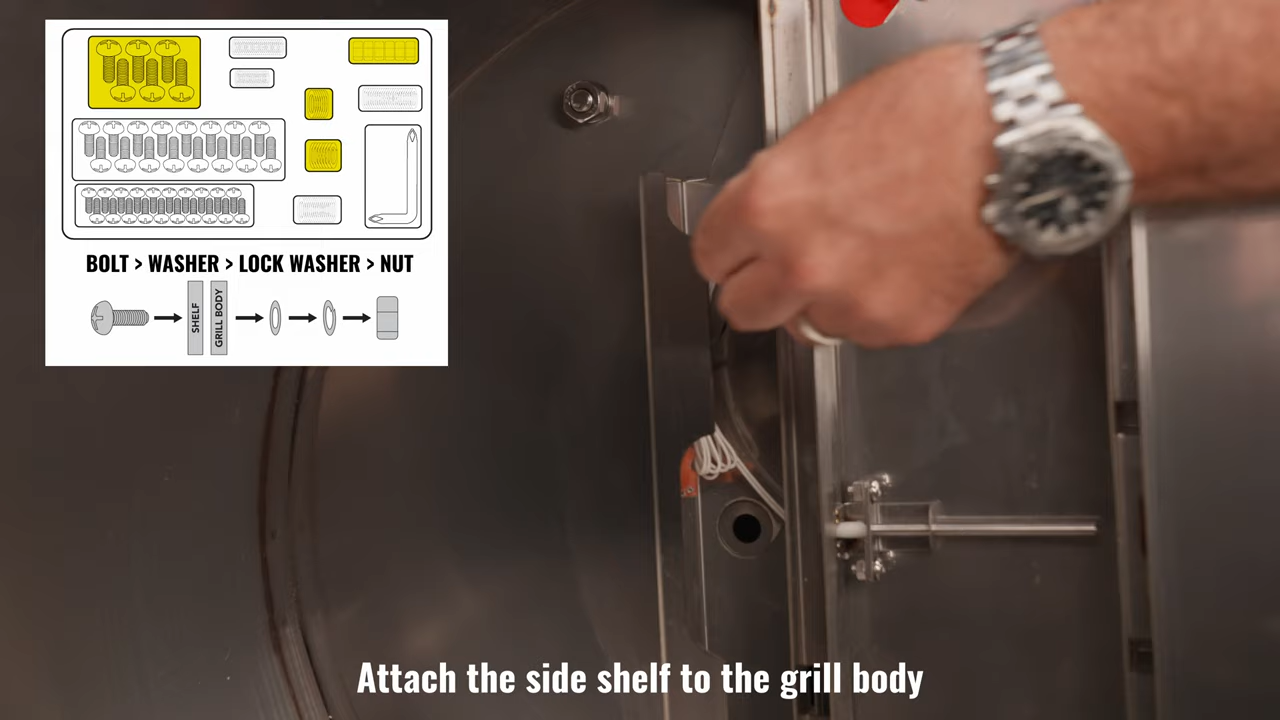 BOLT > WASHER > LOCK WASHER > NUT
SHELF
GRILL BODY
Attach the side shelf to the grill body